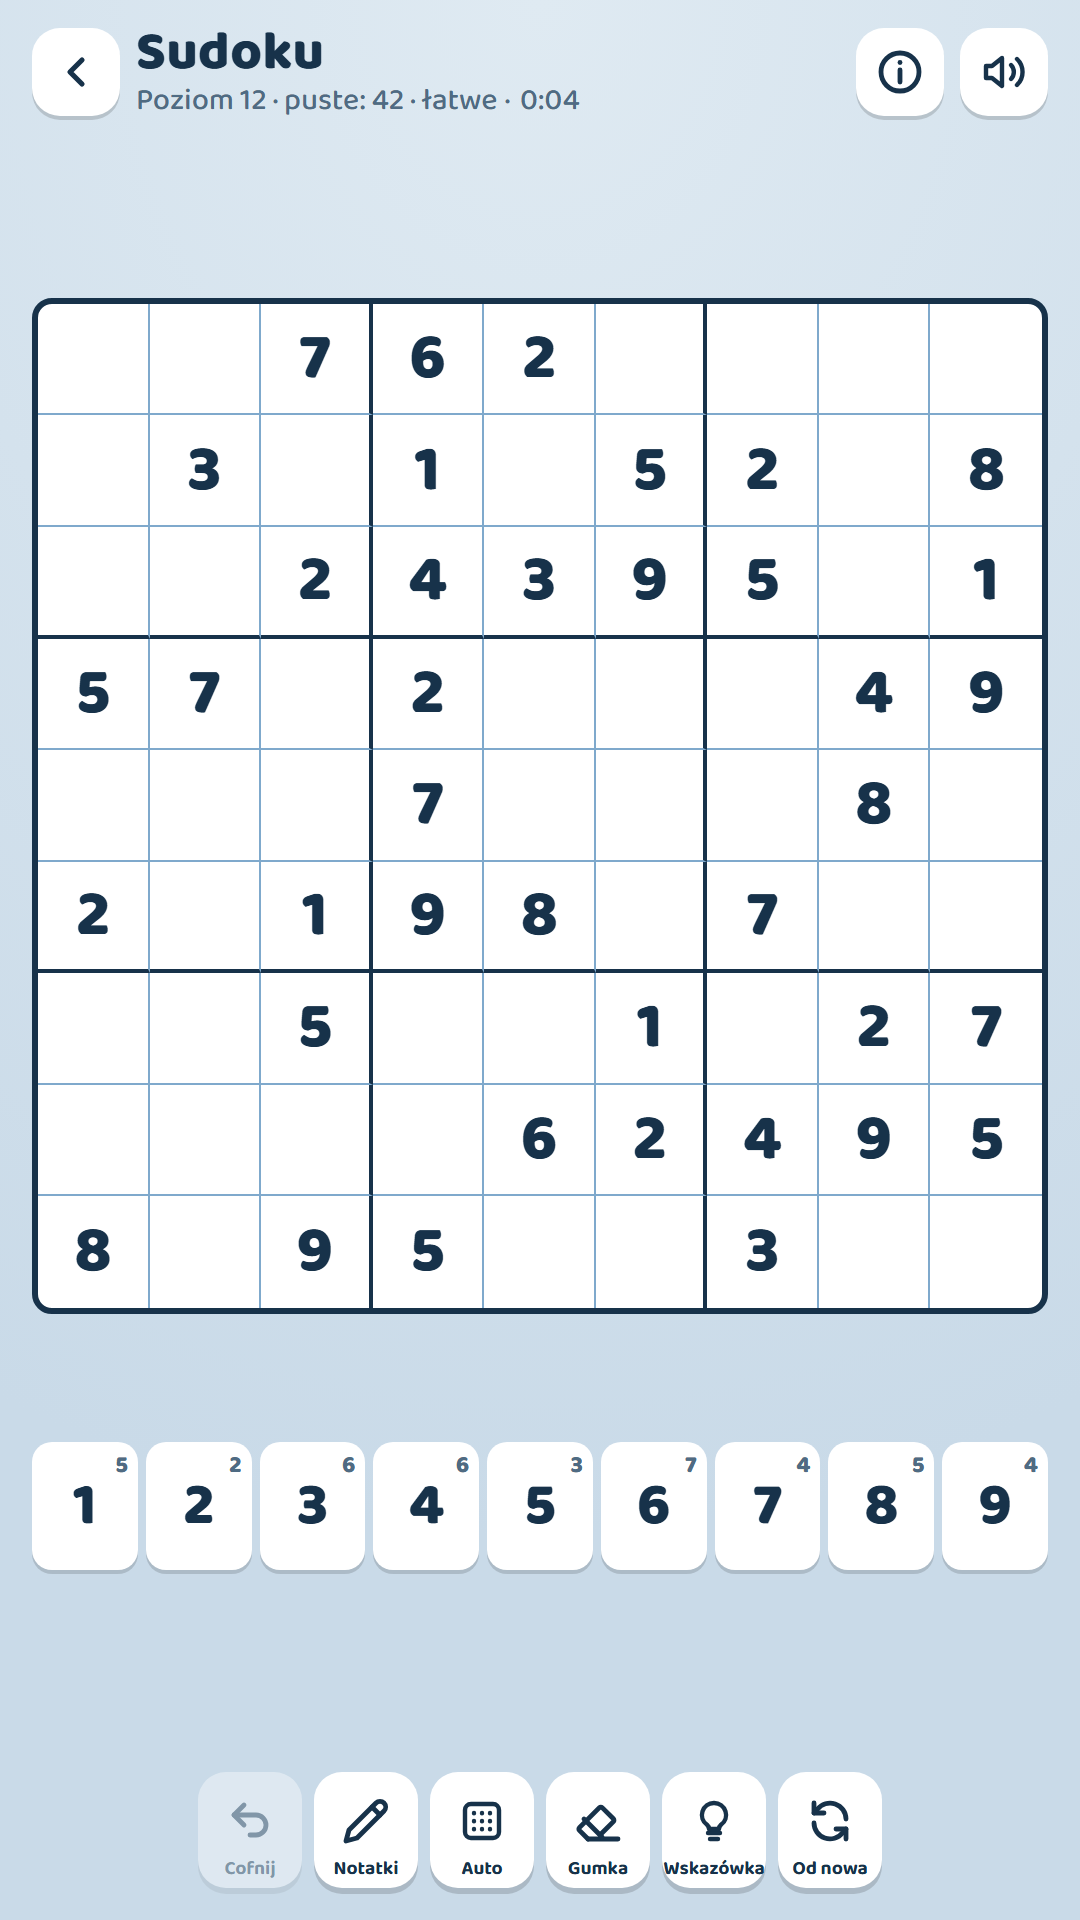 Sudoku
Poziom 12 · puste: 42 · łatwe · 0:04
7 6 2
3 1 5 2 8
2 4 3 9 5 1
5 7 2 4 9
7 8
2 1 9 8 7
5 1 2 7
6 2 4 9 5
8 9 5 3
5 2 6 6 3 7 4 5 4
1 2 3 4 5 6 7 8 9
Cofnij Notatki Auto Gumka Wskazówka Od nowa